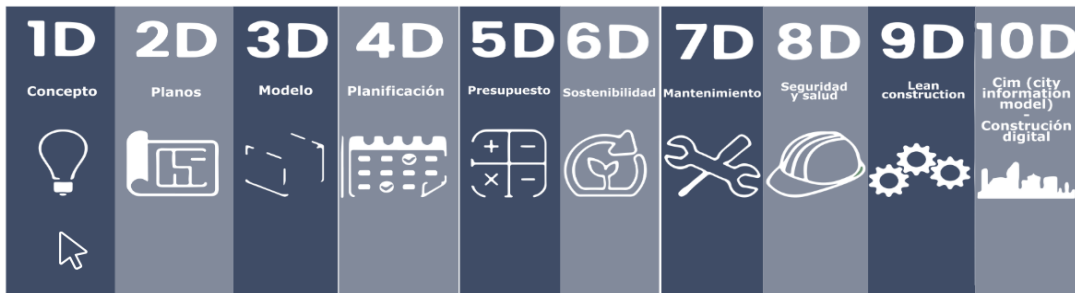 1D
Concepto
2D
Planos
3D
Modelo
4D
Planificación
5D
Presupuesto
6D
Sostenibilidad
7D
Mantenimiento
8D
Seguridad
y salud
9D
Lean
construction
10D
Cim (city
information
model)
-
Construción
digital